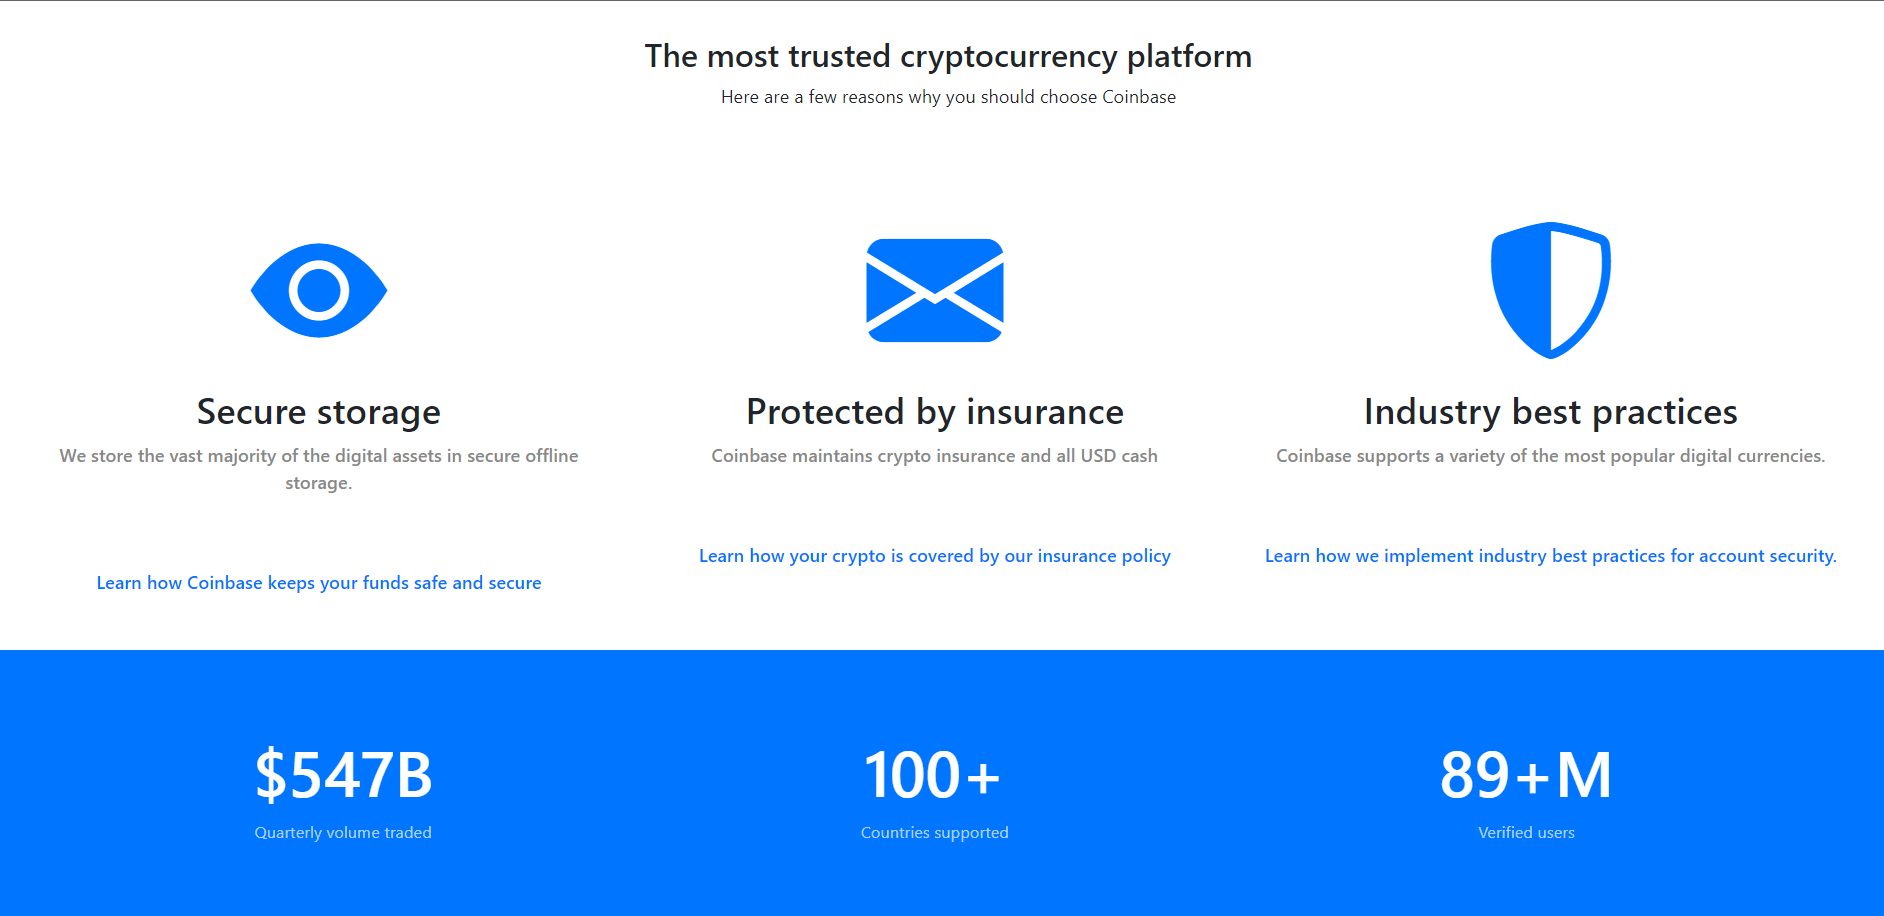 The most trusted cryptocurrency platform
Here are a few reasons why you should choose Coinbase
Secure storage
We store the vast majority of the digital assets in secure offline
storage.
Learn how Coinbase keeps your funds safe and secure
Protected by insurance
Coinbase maintains crypto insurance and all USD cash
Learn how your crypto is covered by our insurance policy
Industry best practices
Coinbase supports a variety of the most popular digital currencies.
Learn how we implement industry best practices for account security.
$547B
Quarterly volume traded
100+
Countries supported
89+M
Verified users